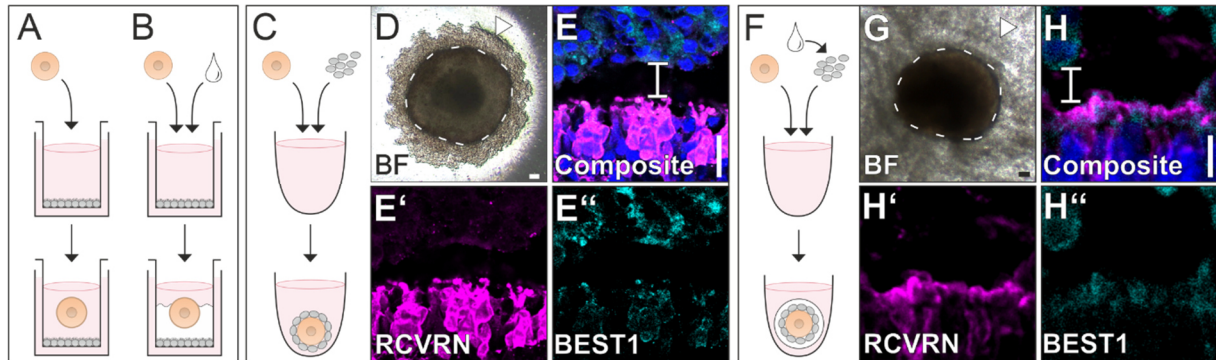 A
B
C
D
BF
E
Composite
E'
RCVRN
E''
BEST1
F
G
BF
H
Composite
H'
RCVRN
H''
BEST1